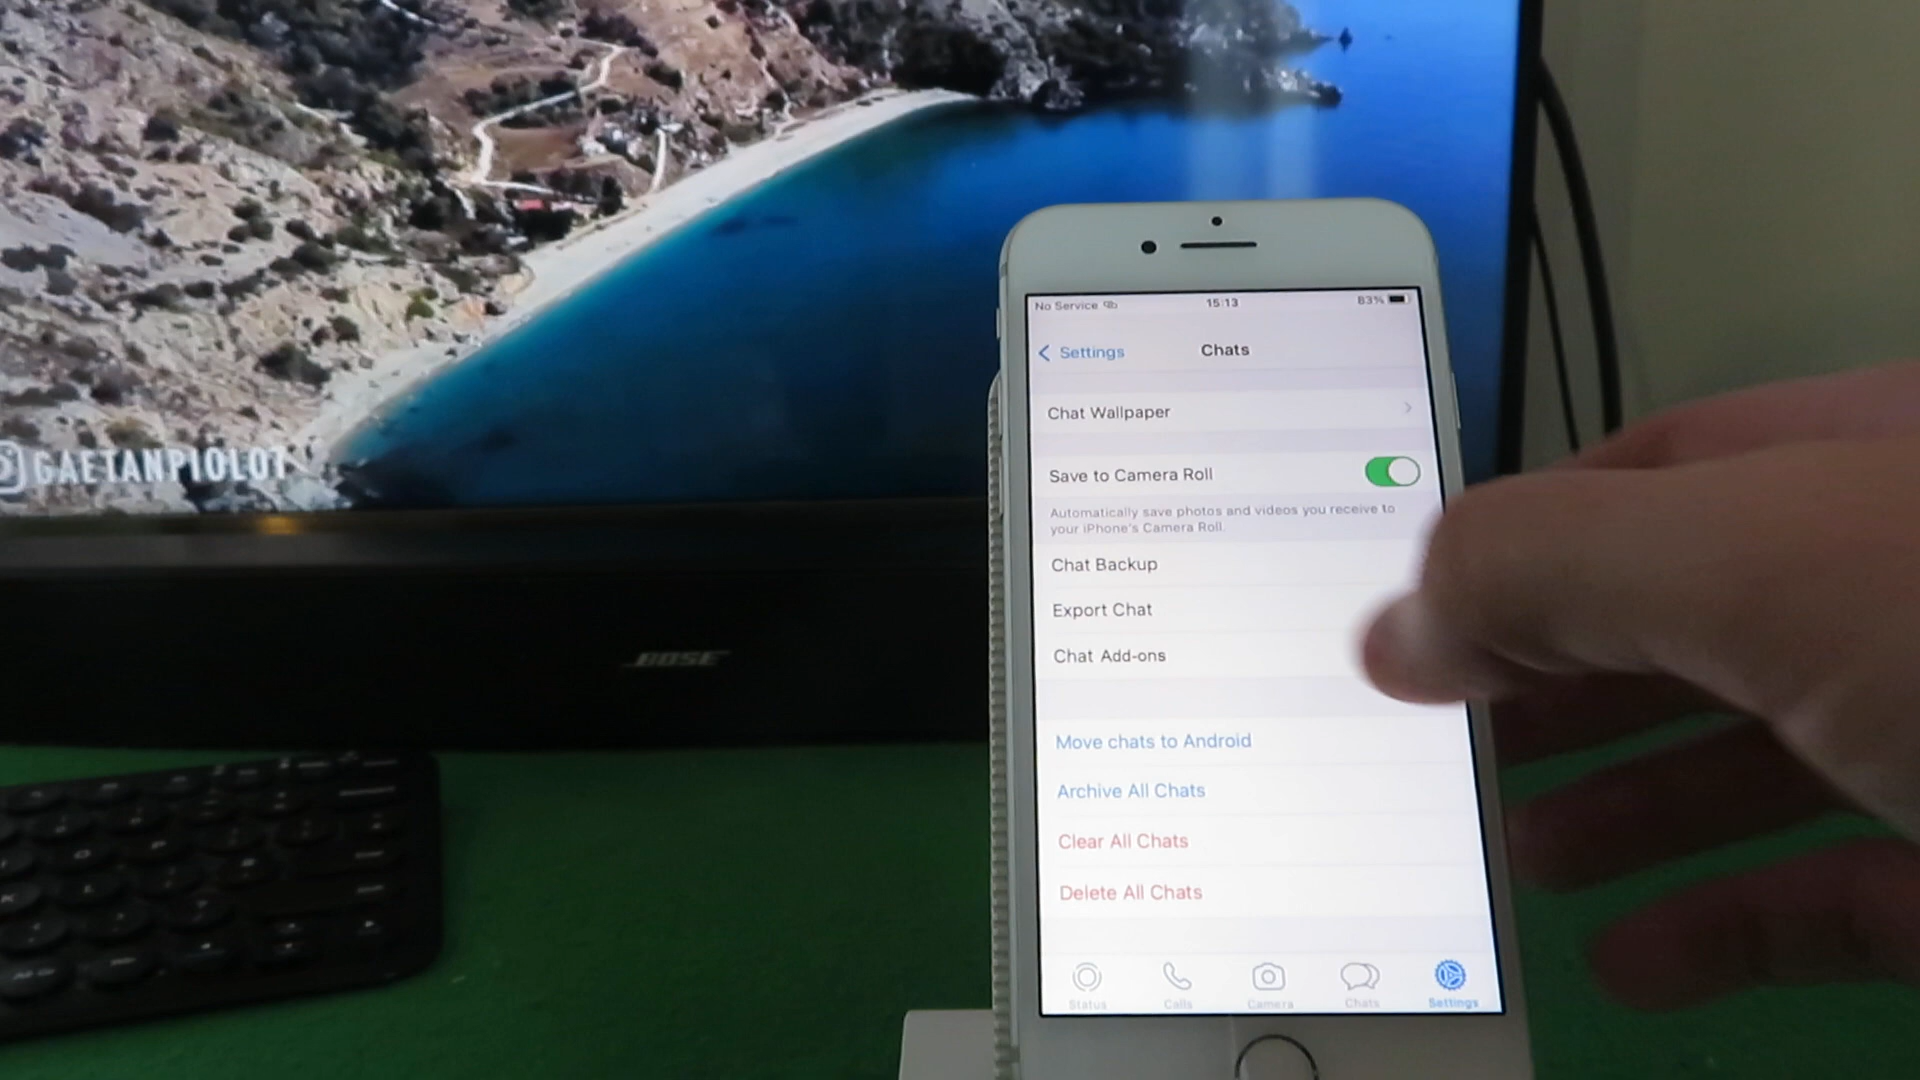 GAETANPIOLOT
BOSE
No Service
15:13
83%
Settings
Chats
Chat Wallpaper
Save to Camera Roll
Automatically save photos and videos you receive to
your iPhone's Camera Roll.
Chat Backup
Export Chat
Chat Add-ons
Move chats to Android
Archive All Chats
Clear All Chats
Delete All Chats
Status
Calls
Camera
Chats
Settings